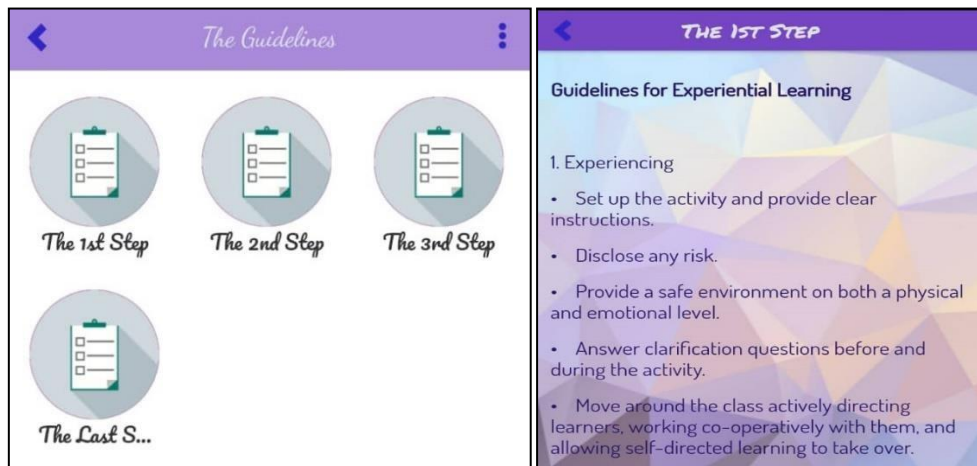 The Guidelines
The 1st Step
The 2nd Step
The 3rd Step
The Last S...
THE 1ST STEP
Guidelines for Experiential Learning
1. Experiencing
• Set up the activity and provide clear
instructions.
• Disclose any risk.
• Provide a safe environment on both a physical
and emotional level.
• Answer clarification questions before and
during the activity.
• Move around the class actively directing
learners, working co-operatively with them, and
allowing self-directed learning to take over.